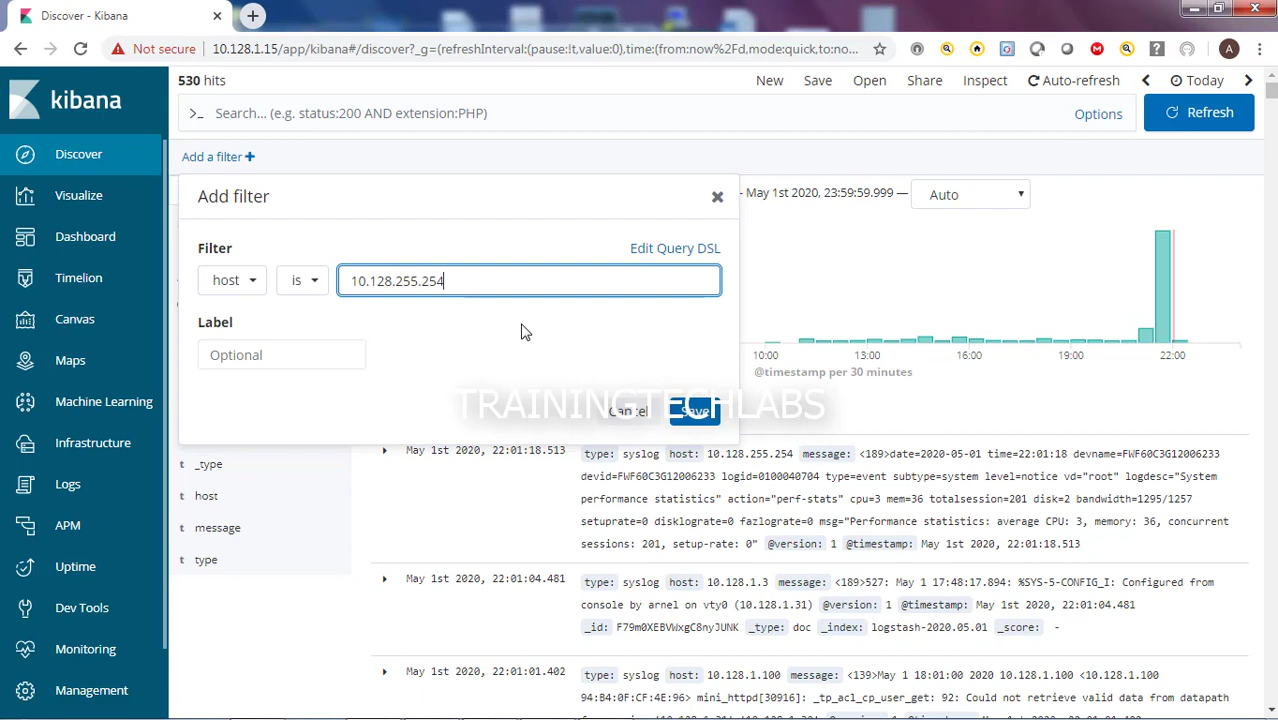 Discover - Kibana
Not secure 10.128.1.15/app/kibana#/discover?_g=(refreshInterval:(pause:!t,value:0),time:(from:now%2Fd,mode:quick,to:no...
A
kibana
Discover
Visualize
Dashboard
Timelion
Canvas
Maps
Machine Learning
Infrastructure
Logs
APM
Uptime
Dev Tools
Monitoring
Management
530 hits
New Save Open Share Inspect Auto-refresh Today
>_ Search... (e.g. status:200 AND extension:PHP) Options Refresh
Add a filter
- May 1st 2020, 23:59:59.999 — Auto
Add filter
Filter Edit Query DSL
host is 10.128.255.254
Label
Optional
Cancel Save
TRAININGTECHLABS
10:00 13:00 16:00 19:00 22:00
@timestamp per 30 minutes
t _type
t host
t message
t type
May 1st 2020, 22:01:18.513 type: syslog host: 10.128.255.254 message: <189>date=2020-05-01 time=22:01:18 devname=FWF60C3G12006233
devid=FWF60C3G12006233 logid=0100040704 type=event subtype=system level=notice vd="root" logdesc="System
performance statistics" action="perf-stats" cpu=3 mem=36 totalsession=201 disk=2 bandwidth=1295/1257
setuprate=0 disklograte=0 fazlograte=0 msg="Performance statistics: average CPU: 3, memory: 36, concurrent
sessions: 201, setup-rate: 0" @version: 1 @timestamp: May 1st 2020, 22:01:18.513
May 1st 2020, 22:01:04.481 type: syslog host: 10.128.1.3 message: <189>527: May 1 17:48:17.894: %SYS-5-CONFIG_I: Configured from
console by arnel on vty0 (10.128.1.31) @version: 1 @timestamp: May 1st 2020, 22:01:04.481
_id: F79m0XEBVWxgC8nyJUNK _type: doc _index: logstash-2020.05.01 _score: -
May 1st 2020, 22:01:01.402 type: syslog host: 10.128.1.100 message: <139>May 1 18:01:00 2020 10.128.1.100 <10.128.1.100
94:B4:0F:CF:4E:96> mini_httpd[30916]: _tp_acl_cp_user_get: 92: Could not retrieve valid data from datapath